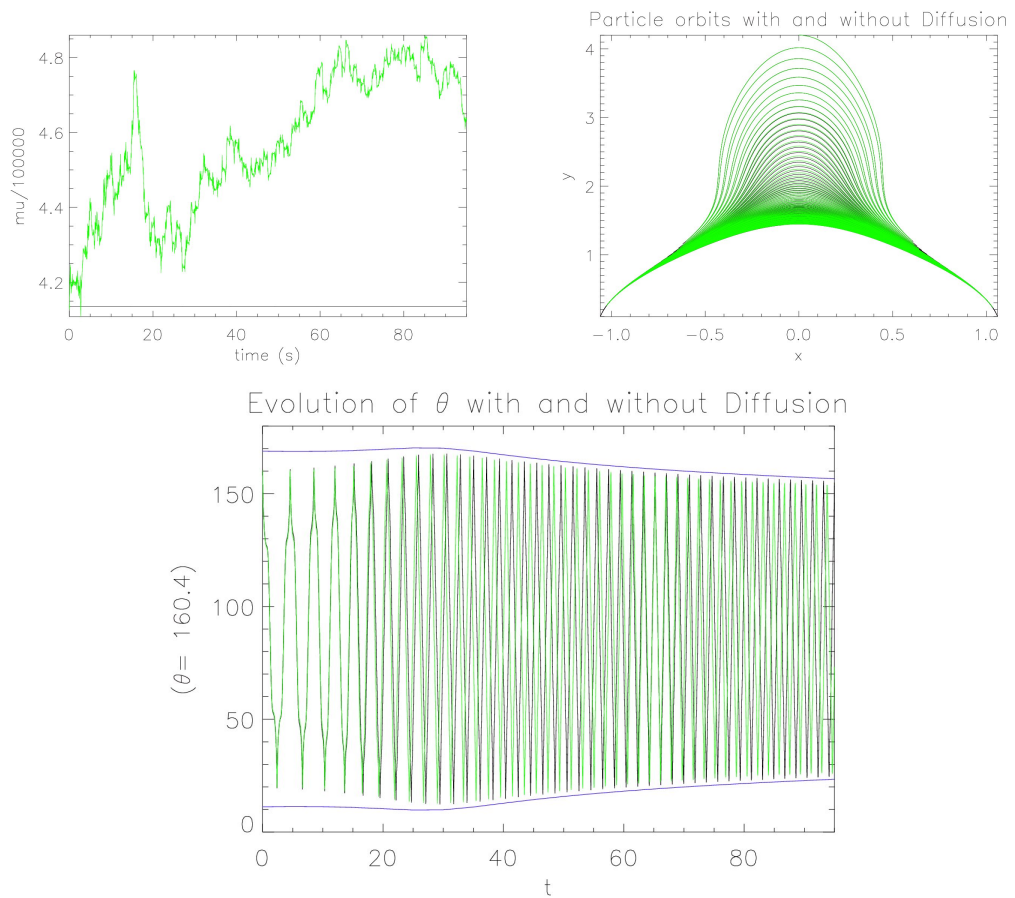 4.8
4.6
4.4
4.2
mu/100000
0 20 40 60 80
time (s)
Particle orbits with and without Diffusion
4
3
2
1
y
−1.0 −0.5 0.0 0.5 1.0
x
Evolution of θ with and without Diffusion
150
100
50
0
(θ= 160.4)
0 20 40 60 80
t